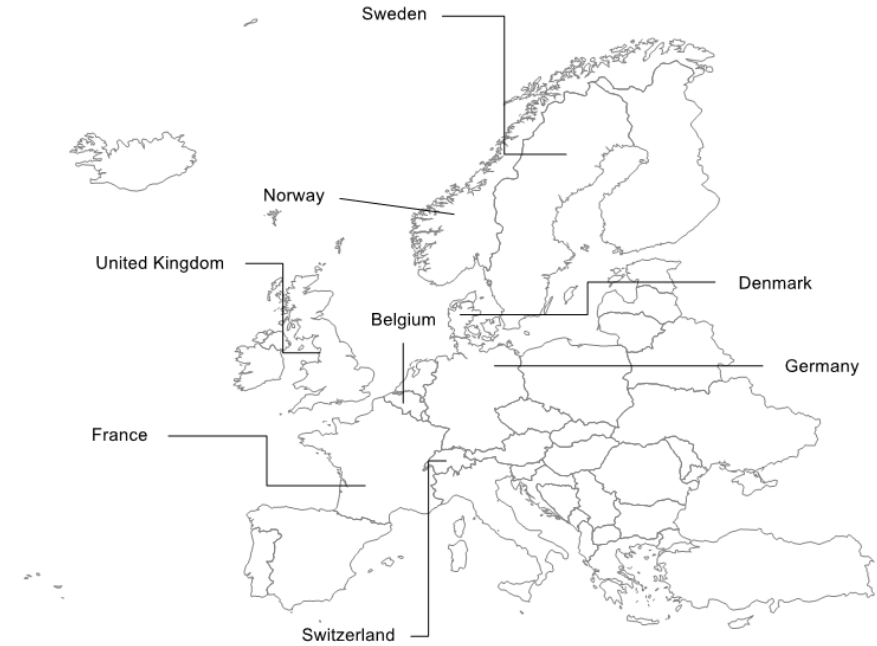 Sweden
Norway
United Kingdom
Denmark
Belgium
Germany
France
Switzerland